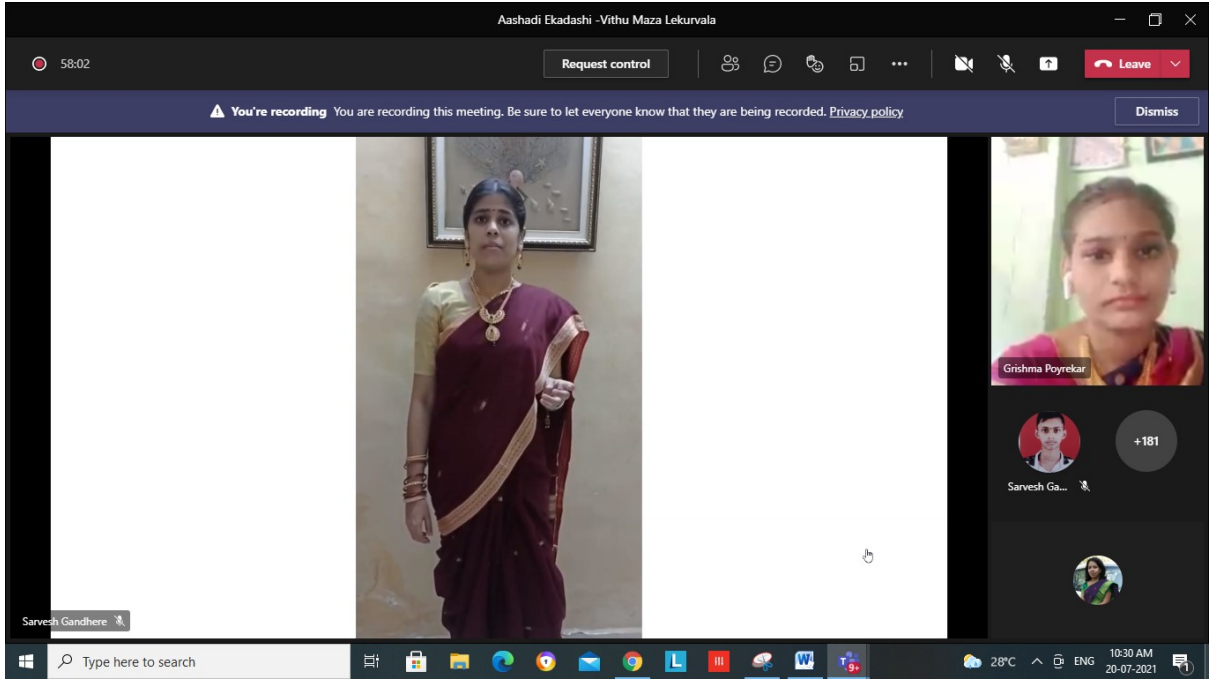 Aashadi Ekadashi -Vithu Maza Lekurvala
58:02
Request control
Leave
You're recording You are recording this meeting. Be sure to let everyone know that they are being recorded. Privacy policy
Dismiss
Grishma Poyrekar
+181
Sarvesh Ga...
Sarvesh Gandhere
Type here to search
L
W
T
9+
28°C
ENG
10:30 AM
20-07-2021
1